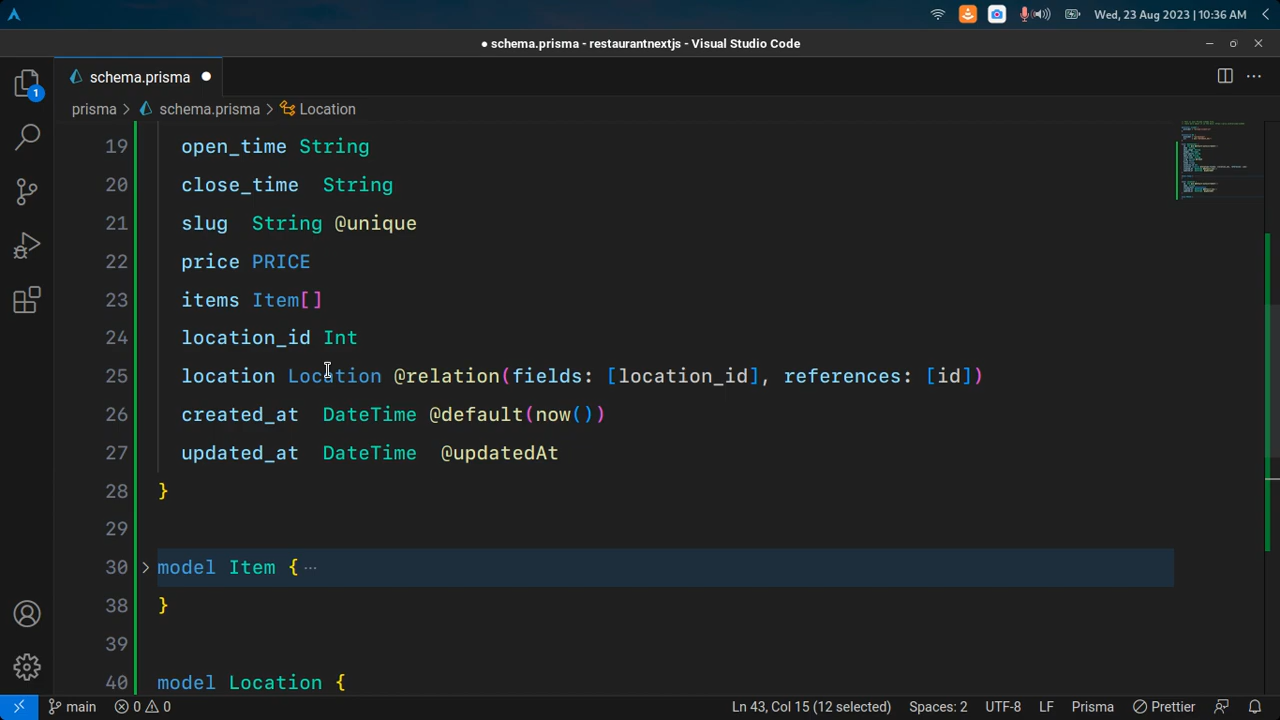 Wed, 23 Aug 2023 | 10:36 AM
● schema.prisma - restaurantnextjs - Visual Studio Code
schema.prisma
prisma > schema.prisma > Location
1
19 open_time String
20 close_time String
21 slug String @unique
22 price PRICE
23 items Item[]
24 location_id Int
25 location Location @relation(fields: [location_id], references: [id])
26 created_at DateTime @default(now())
27 updated_at DateTime @updatedAt
28 }
29
30 model Item { ···
38 }
39
40 model Location {
main 0 0 Ln 43, Col 15 (12 selected) Spaces: 2 UTF-8 LF Prisma Prettier